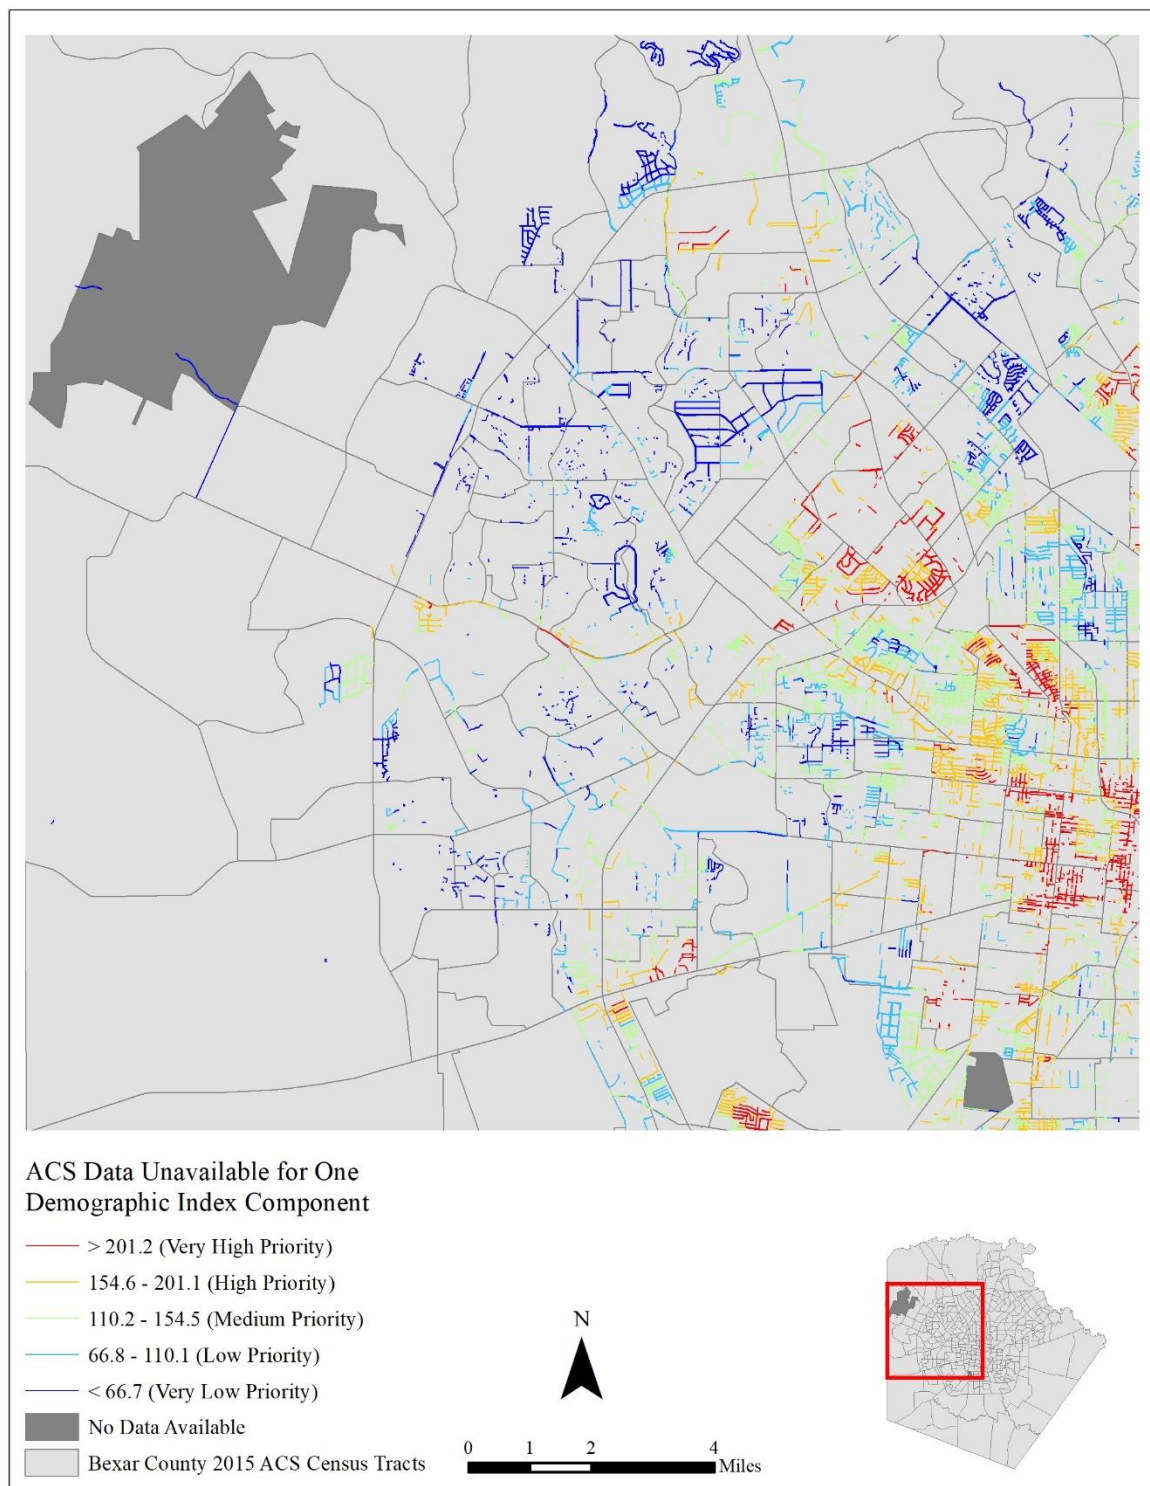 ACS Data Unavailable for One
Demographic Index Component
> 201.2 (Very High Priority)
154.6 - 201.1 (High Priority)
110.2 - 154.5 (Medium Priority)
66.8 - 110.1 (Low Priority)
< 66.7 (Very Low Priority)
No Data Available
Bexar County 2015 ACS Census Tracts
N
0 1 2 4
Miles